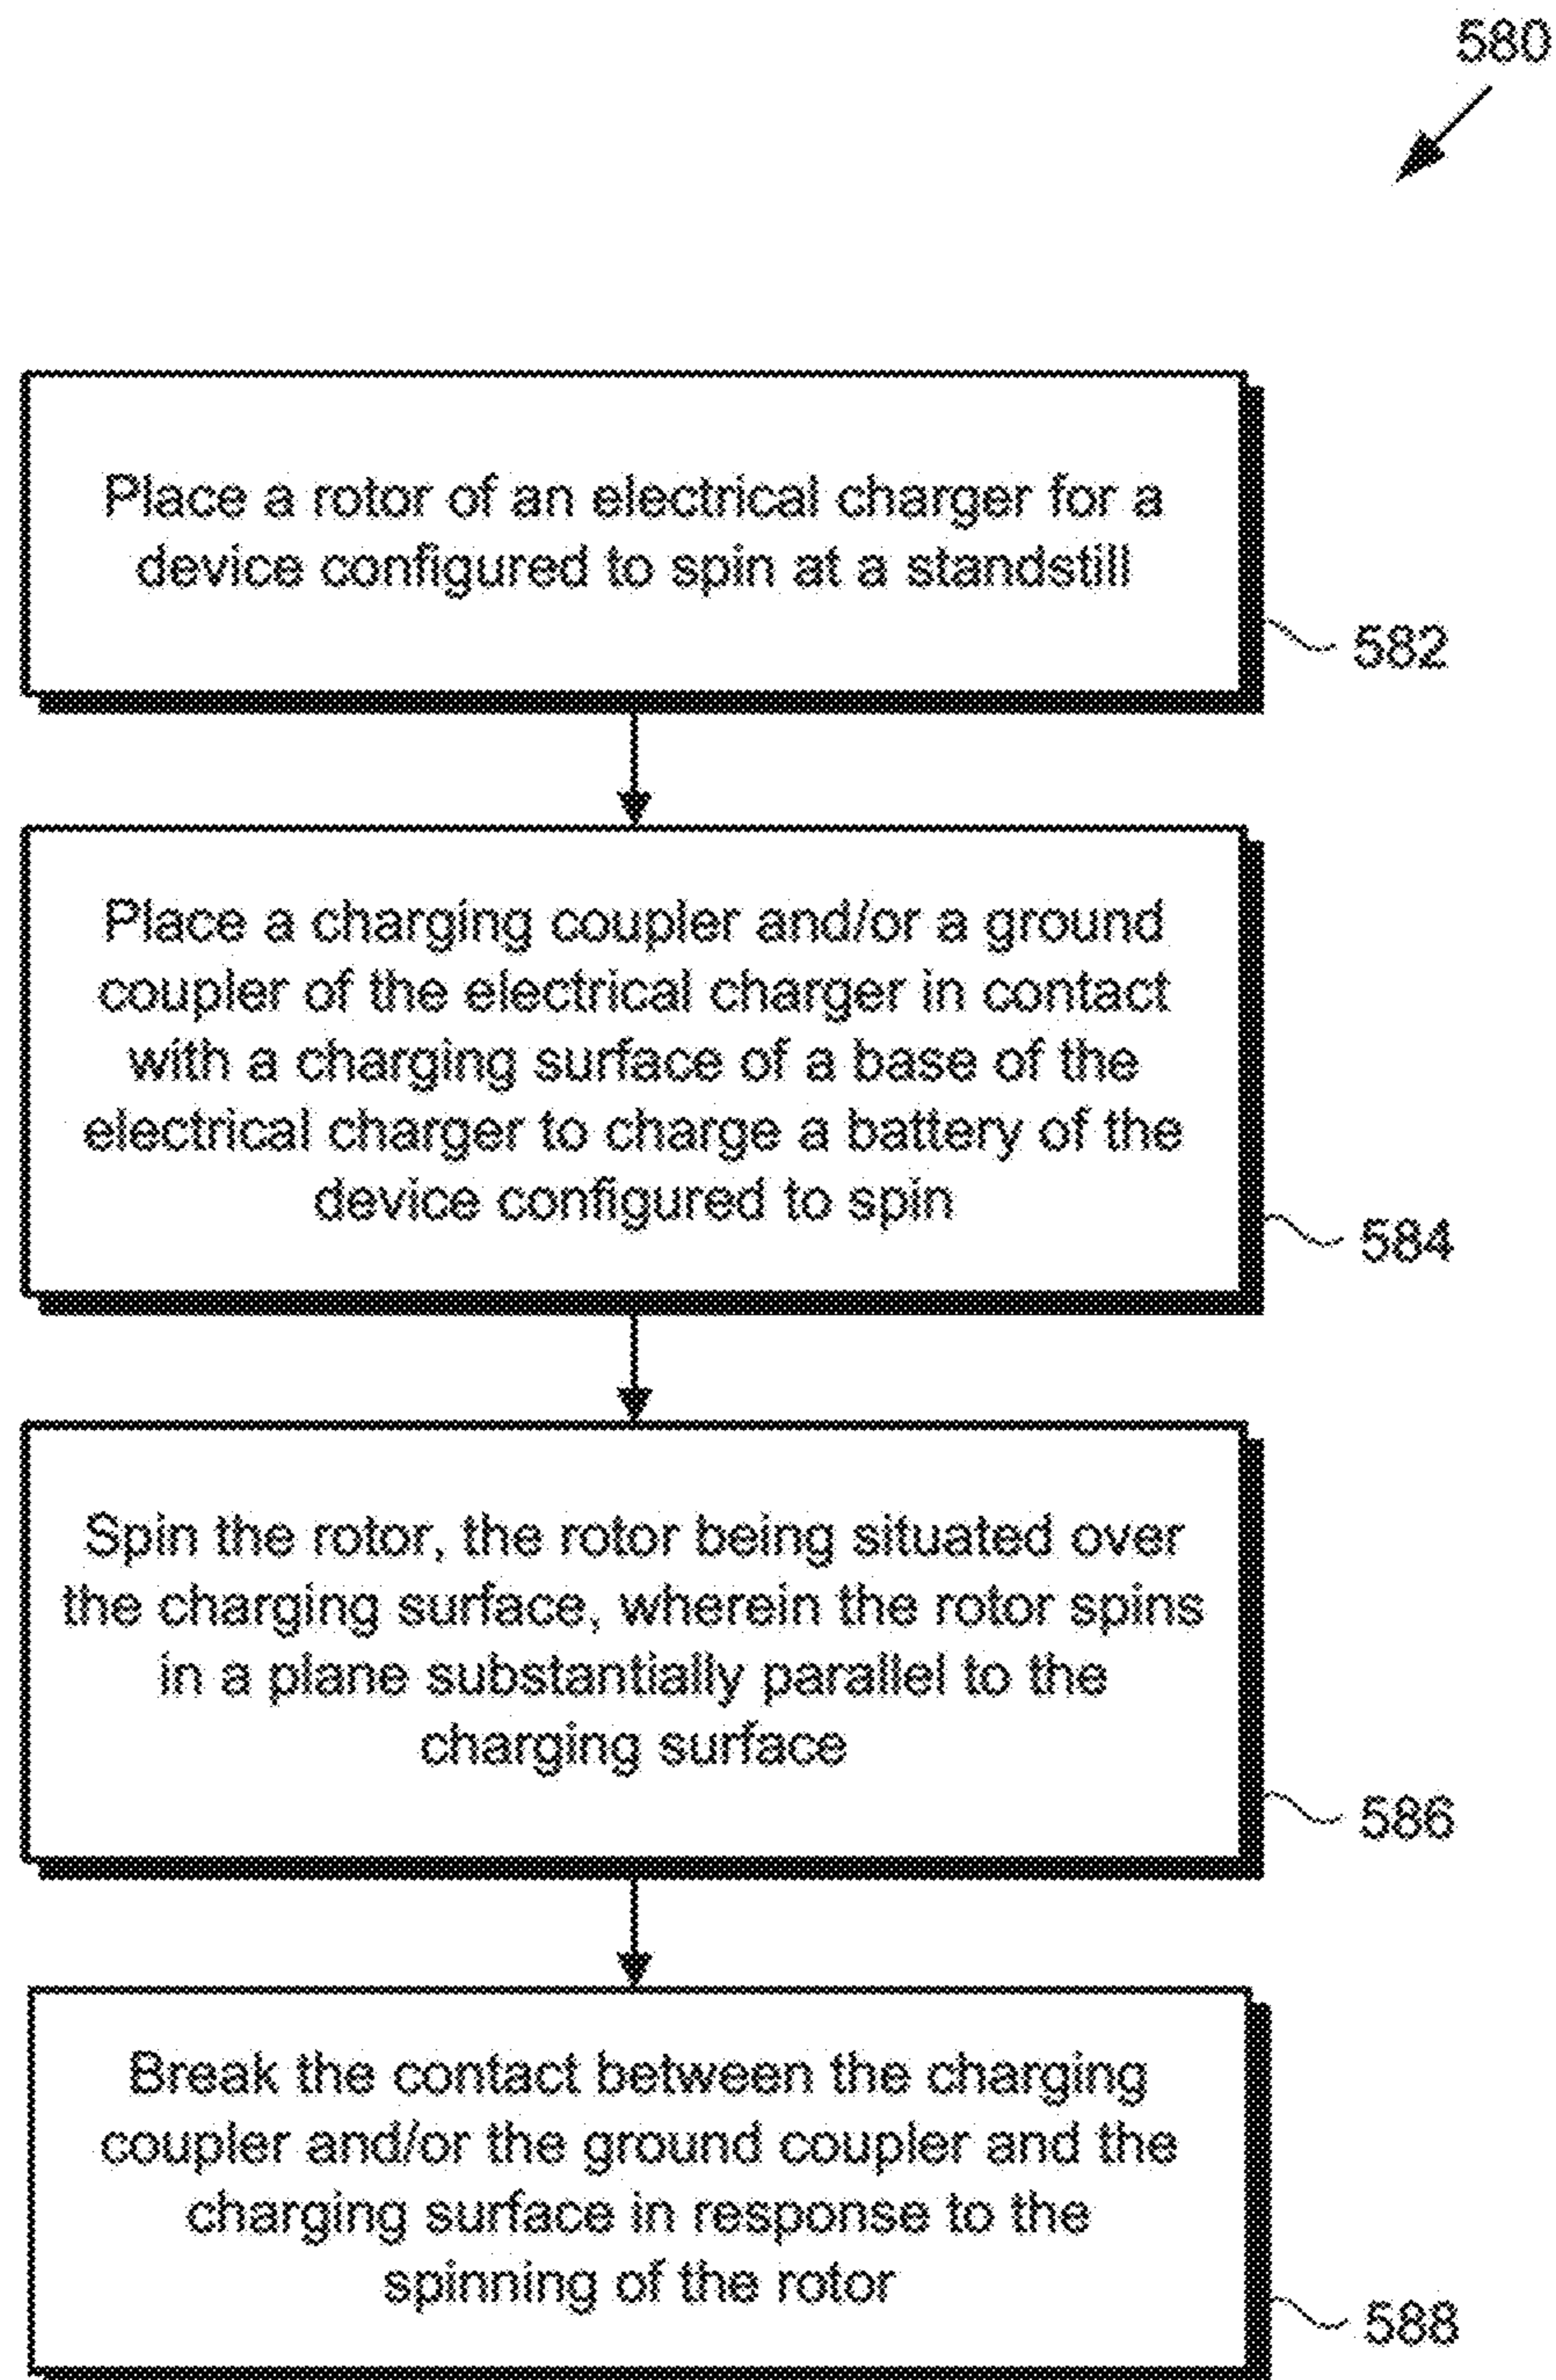 580
Place a rotor of an electrical charger for a
device configured to spin at a standstill
582
Place a charging coupler and/or a ground
coupler of the electrical charger in contact
with a charging surface of a base of the
electrical charger to charge a battery of the
device configured to spin
584
Spin the rotor, the rotor being situated over
the charging surface, wherein the rotor spins
in a plane substantially parallel to the
charging surface
586
Break the contact between the charging
coupler and/or the ground coupler and the
charging surface in response to the
spinning of the rotor
588